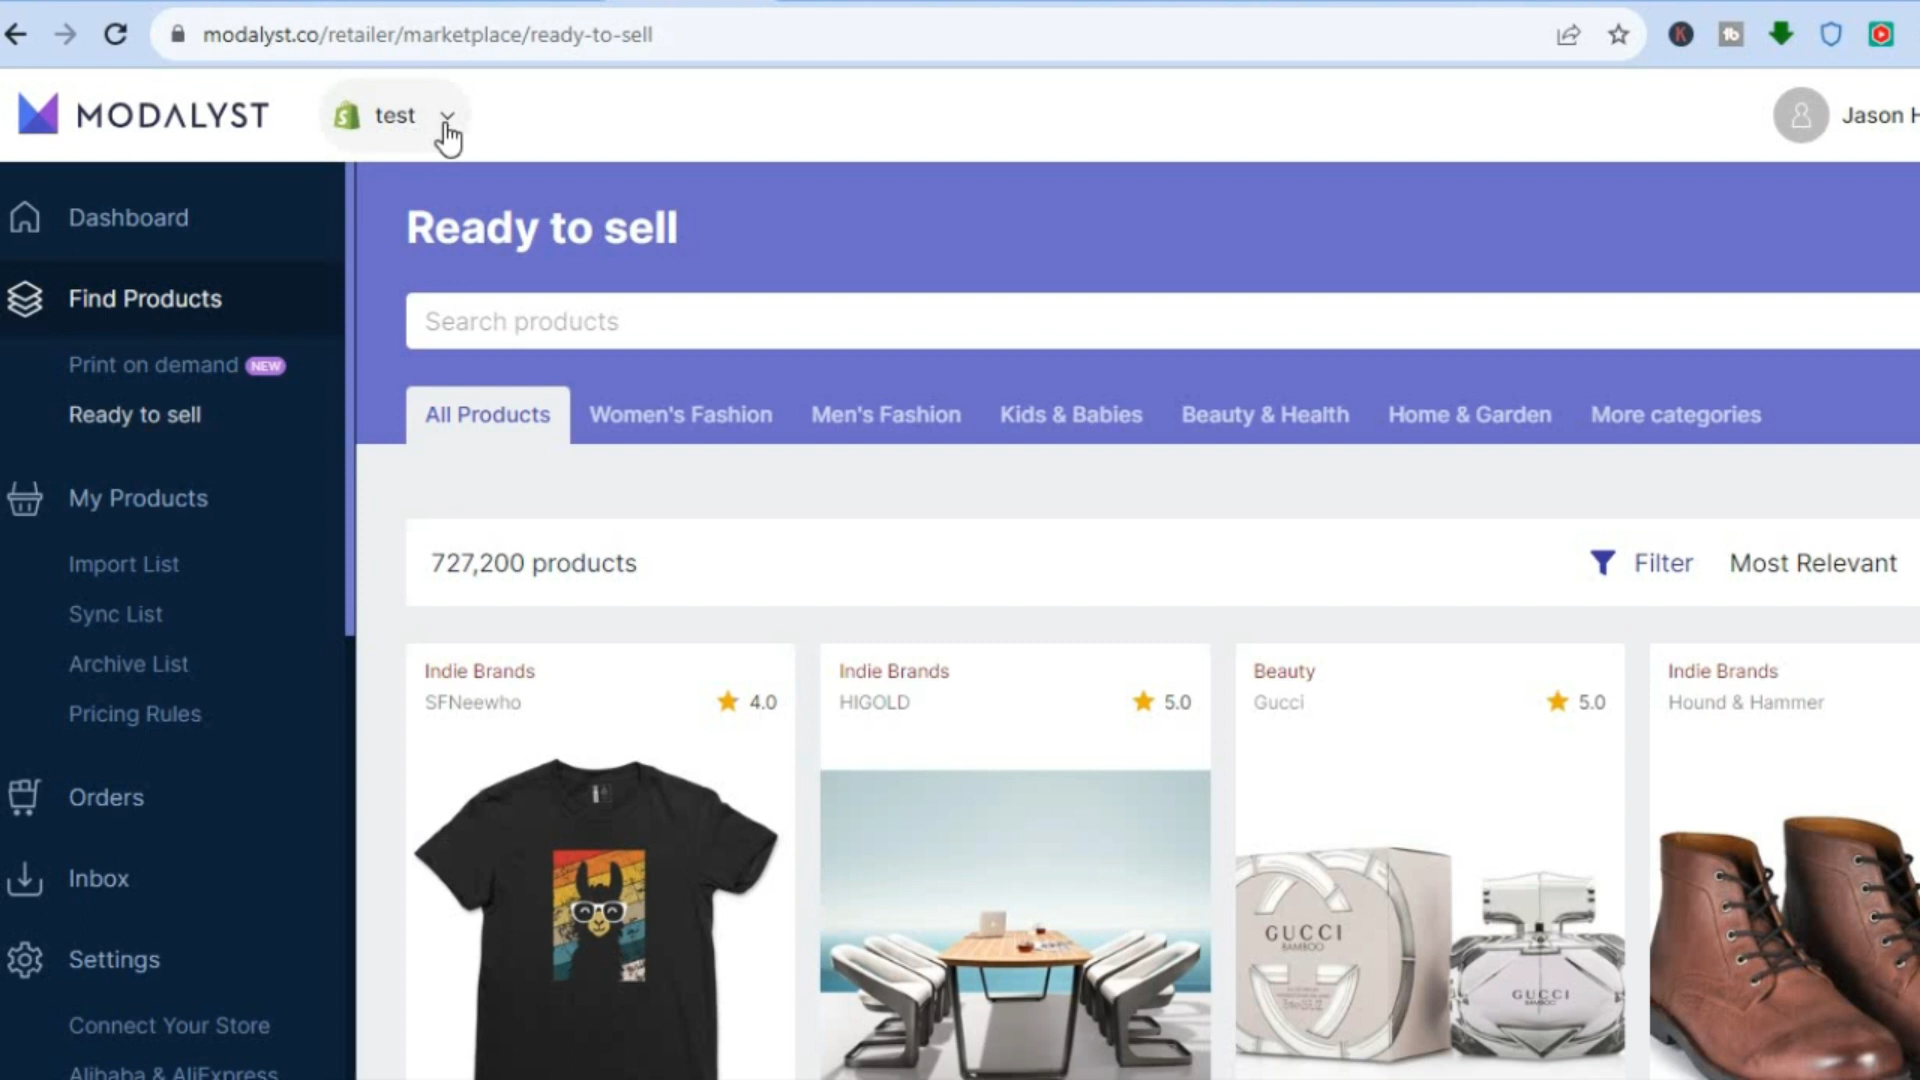 modalyst.co/retailer/marketplace/ready-to-sell
MODALYST
test
Jason H
Dashboard
Find Products
Print on demand NEW
Ready to sell
My Products
Import List
Sync List
Archive List
Pricing Rules
Orders
Inbox
Settings
Connect Your Store
Alibaba & AliExpress
Ready to sell
Search products
All Products Women's Fashion Men's Fashion Kids & Babies Beauty & Health Home & Garden More categories
727,200 products
Filter Most Relevant
Indie Brands
SFNeewho 4.0
Indie Brands
HIGOLD 5.0
Beauty
Gucci 5.0
Indie Brands
Hound & Hammer
GUCCI
BAMBOO
GUCCI
BAMBOO